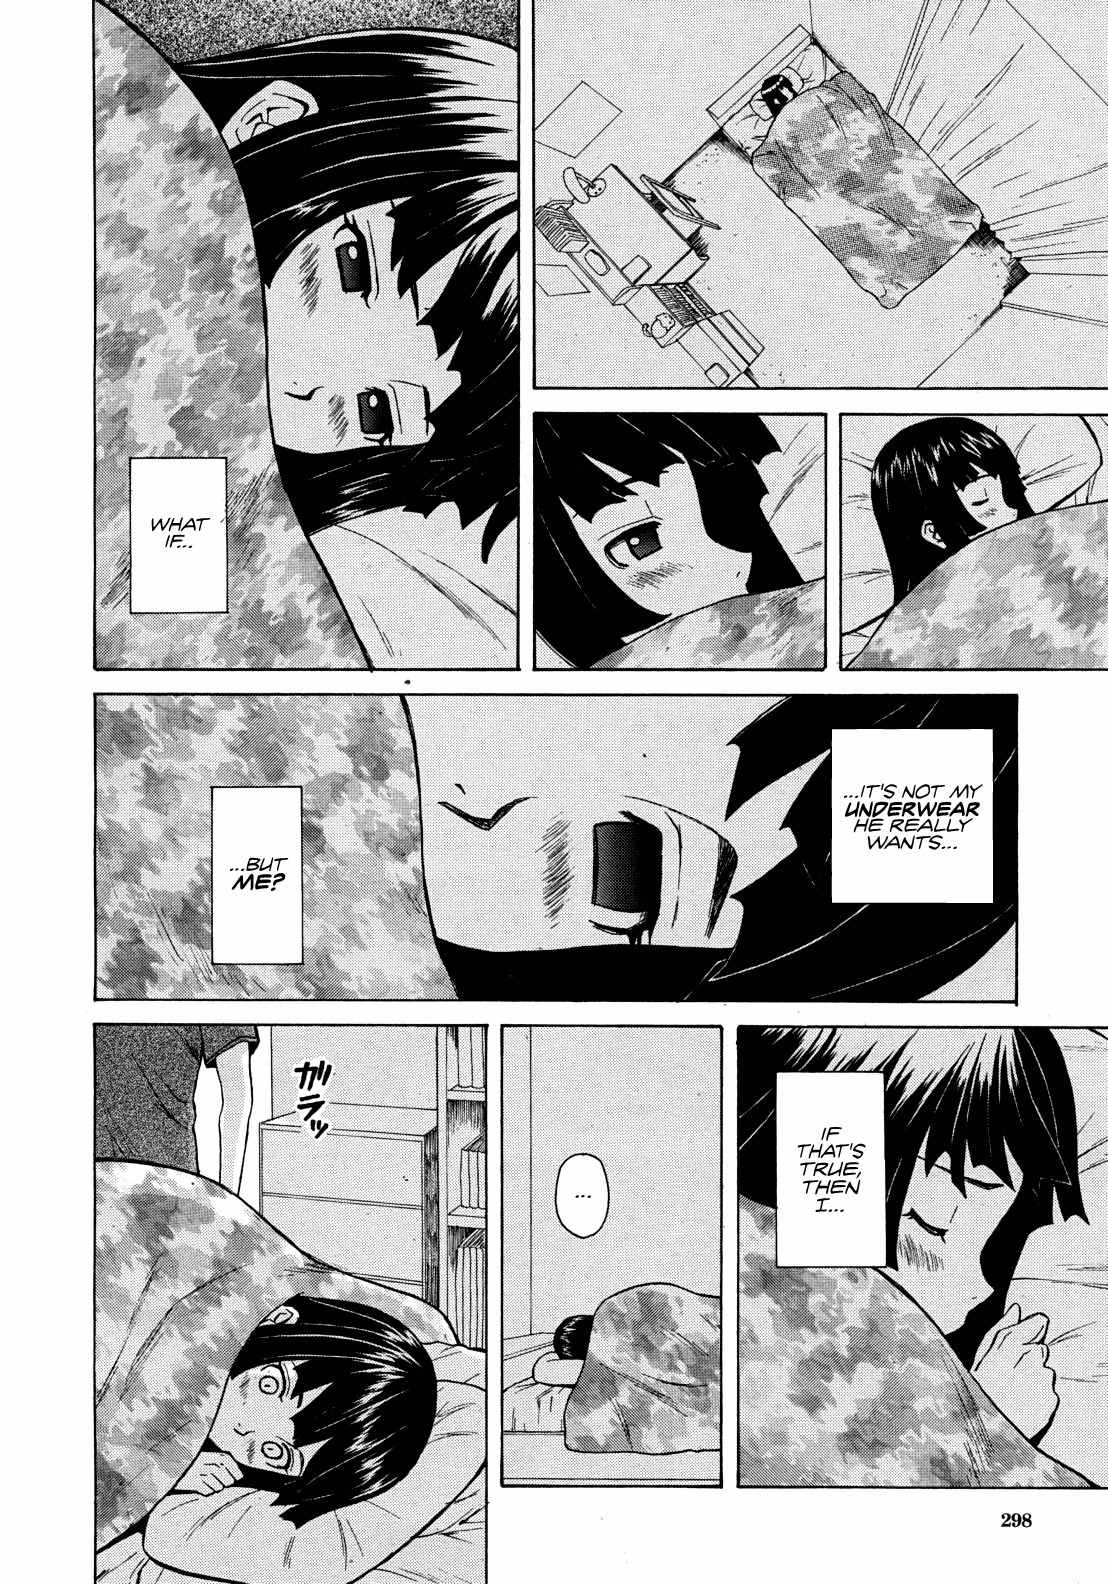 WHAT
IF...
...IT'S NOT MY
UNDERWEAR
HE REALLY
WANTS...
...BUT
ME?
IF
THAT'S
TRUE,
THEN
I...
...
ガラッ
298